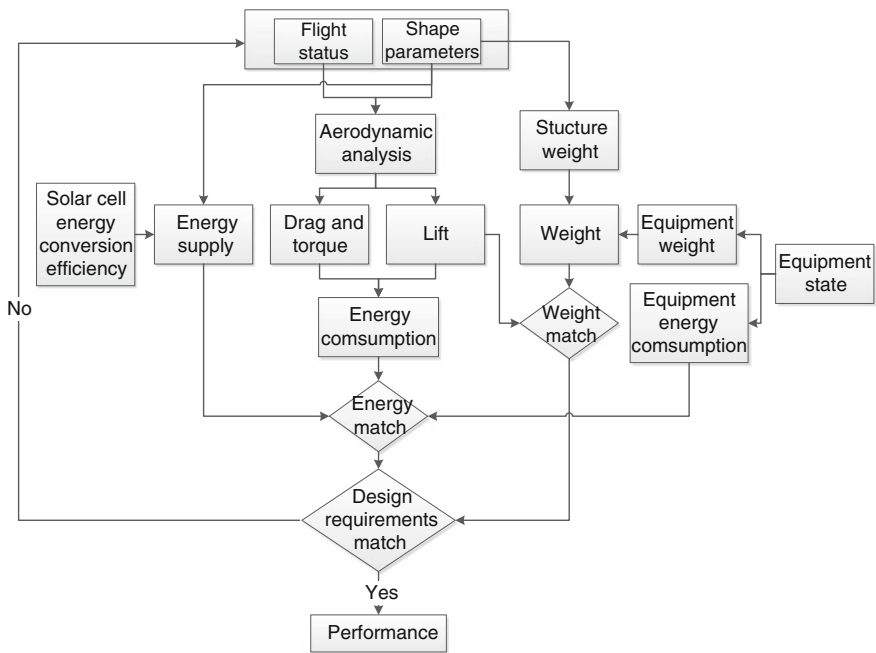 Flight
status
Shape
parameters
Aerodynamic
analysis
Stucture
weight
Solar cell
energy
conversion
efficiency
Energy
supply
Drag and
torque
Lift
Weight
Equipment
weight
Equipment
state
No
Energy
comsumption
Weight
match
Equipment
energy
comsumption
Energy
match
Design
requirements
match
Yes
Performance